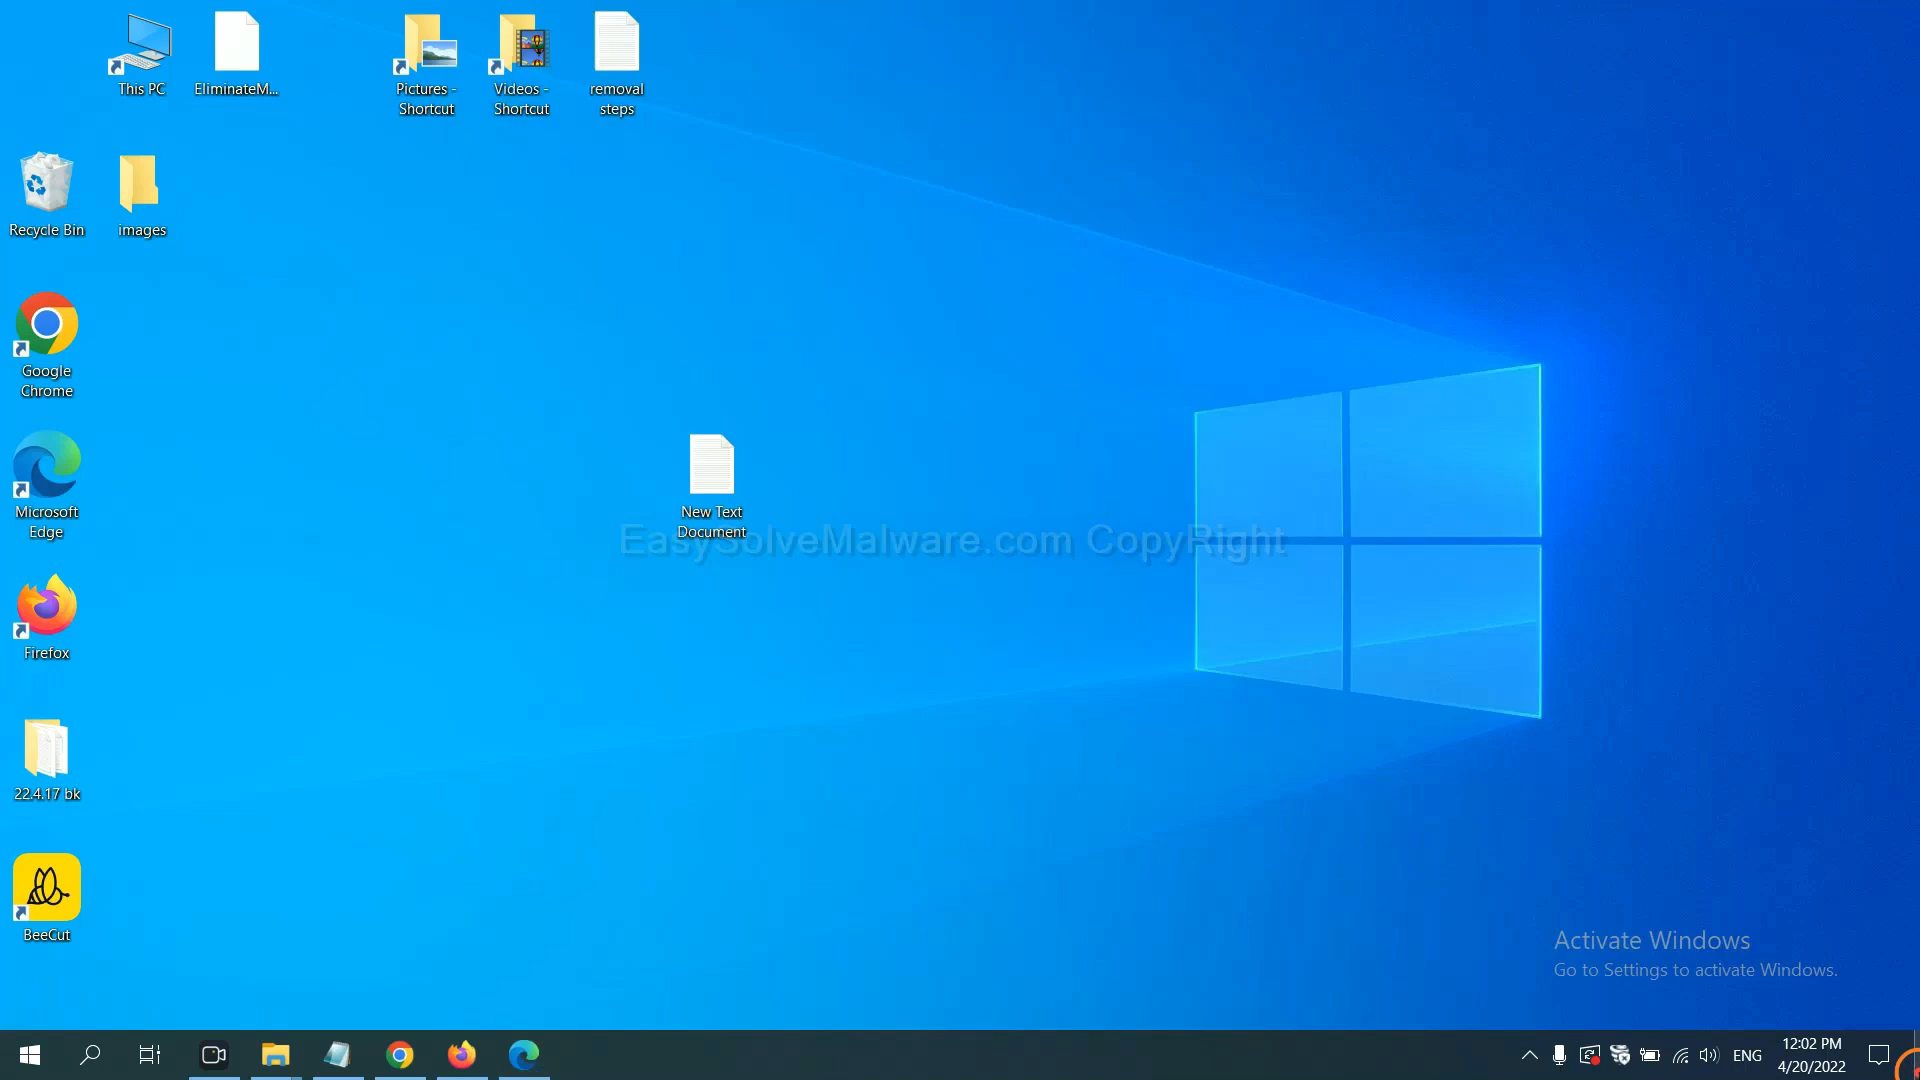 This PC
EliminateM...
Pictures -
Shortcut
Videos -
Shortcut
removal
steps
Recycle Bin
images
Google
Chrome
Microsoft
Edge
New Text
Document
EasySolveMalware.com CopyRight
Firefox
22.4.17 bk
BeeCut
Activate Windows
Go to Settings to activate Windows.
ENG
12:02 PM
4/20/2022